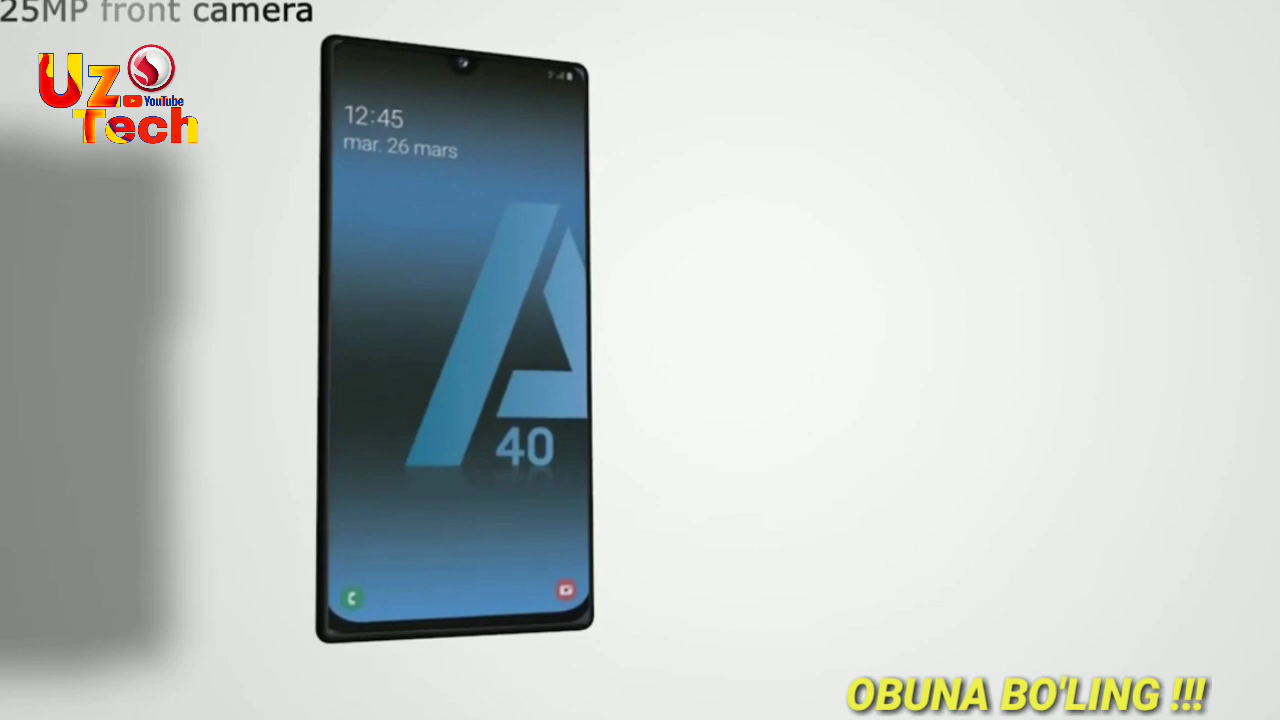 25MP front camera
Uz
YouTube
Tech
12:45
mar. 26 mars
A
40
OBUNA BO'LING !!!